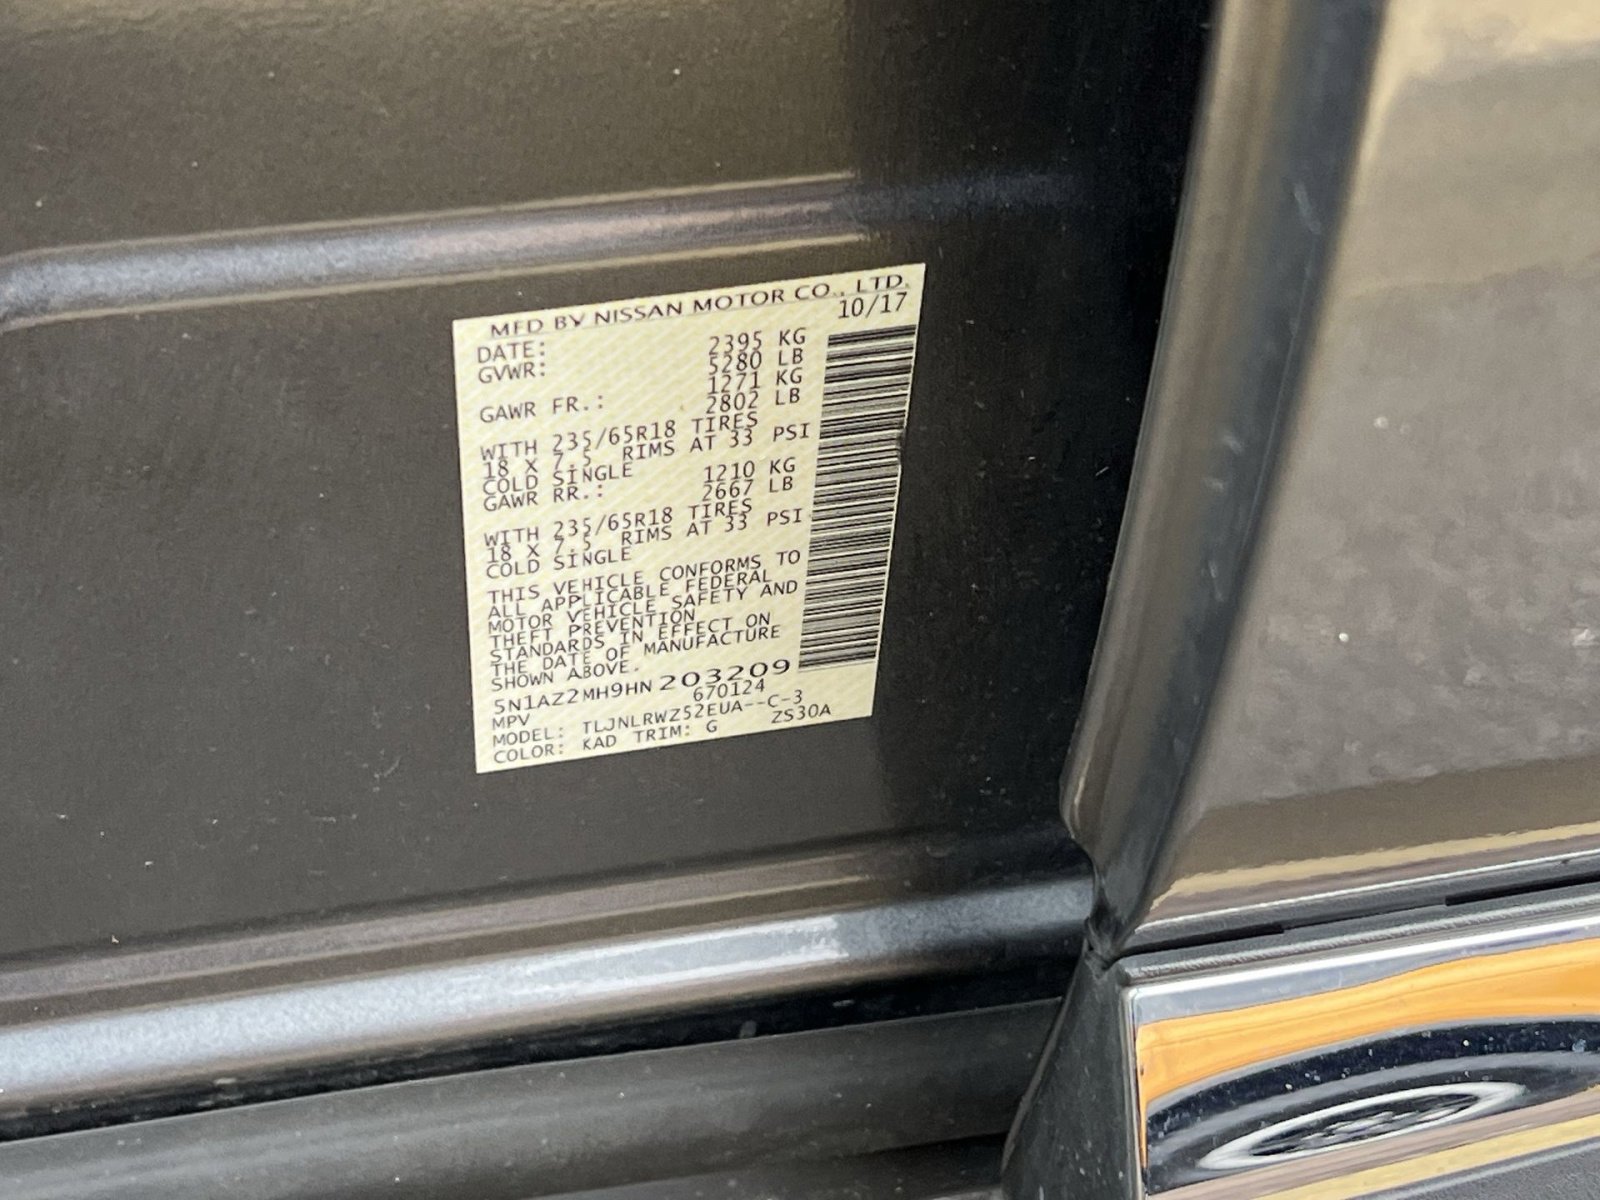 MFD BY NISSAN MOTOR CO., LTD.
DATE: 10/17
GVWR: 2395 KG
5280 LB
GAWR FR.: 1271 KG
2802 LB
WITH 235/65R18 TIRES
18 X 7.5 RIMS AT 33 PSI
COLD SINGLE
GAWR RR.: 1210 KG
2667 LB
WITH 235/65R18 TIRES
18 X 7.5 RIMS AT 33 PSI
COLD SINGLE
THIS VEHICLE CONFORMS TO
ALL APPLICABLE FEDERAL
MOTOR VEHICLE SAFETY AND
THEFT PREVENTION
STANDARDS IN EFFECT ON
THE DATE OF MANUFACTURE
SHOWN ABOVE.
5N1AZ2MH9HN203209
MPV 670124
MODEL: TLJNLRWZ52EUA--C-3
COLOR: KAD TRIM: G ZS30A